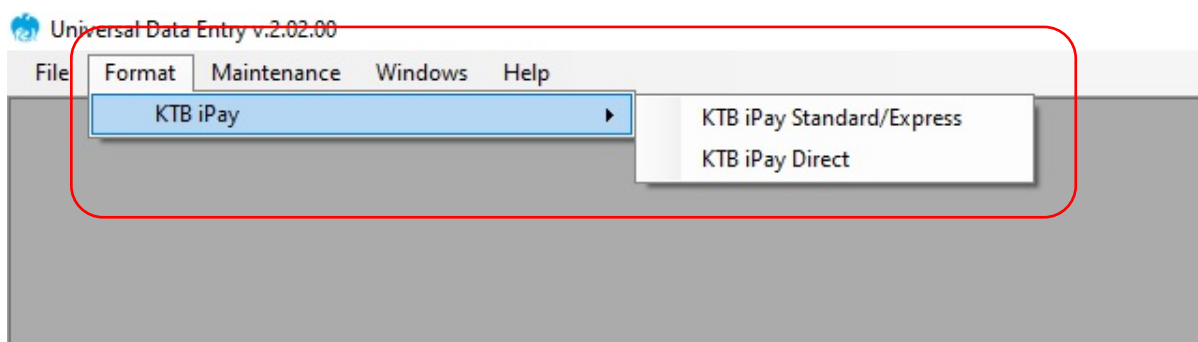 Universal Data Entry v.2.02.00
File Format Maintenance Windows Help
KTB iPay KTB iPay Standard/Express
KTB iPay Direct